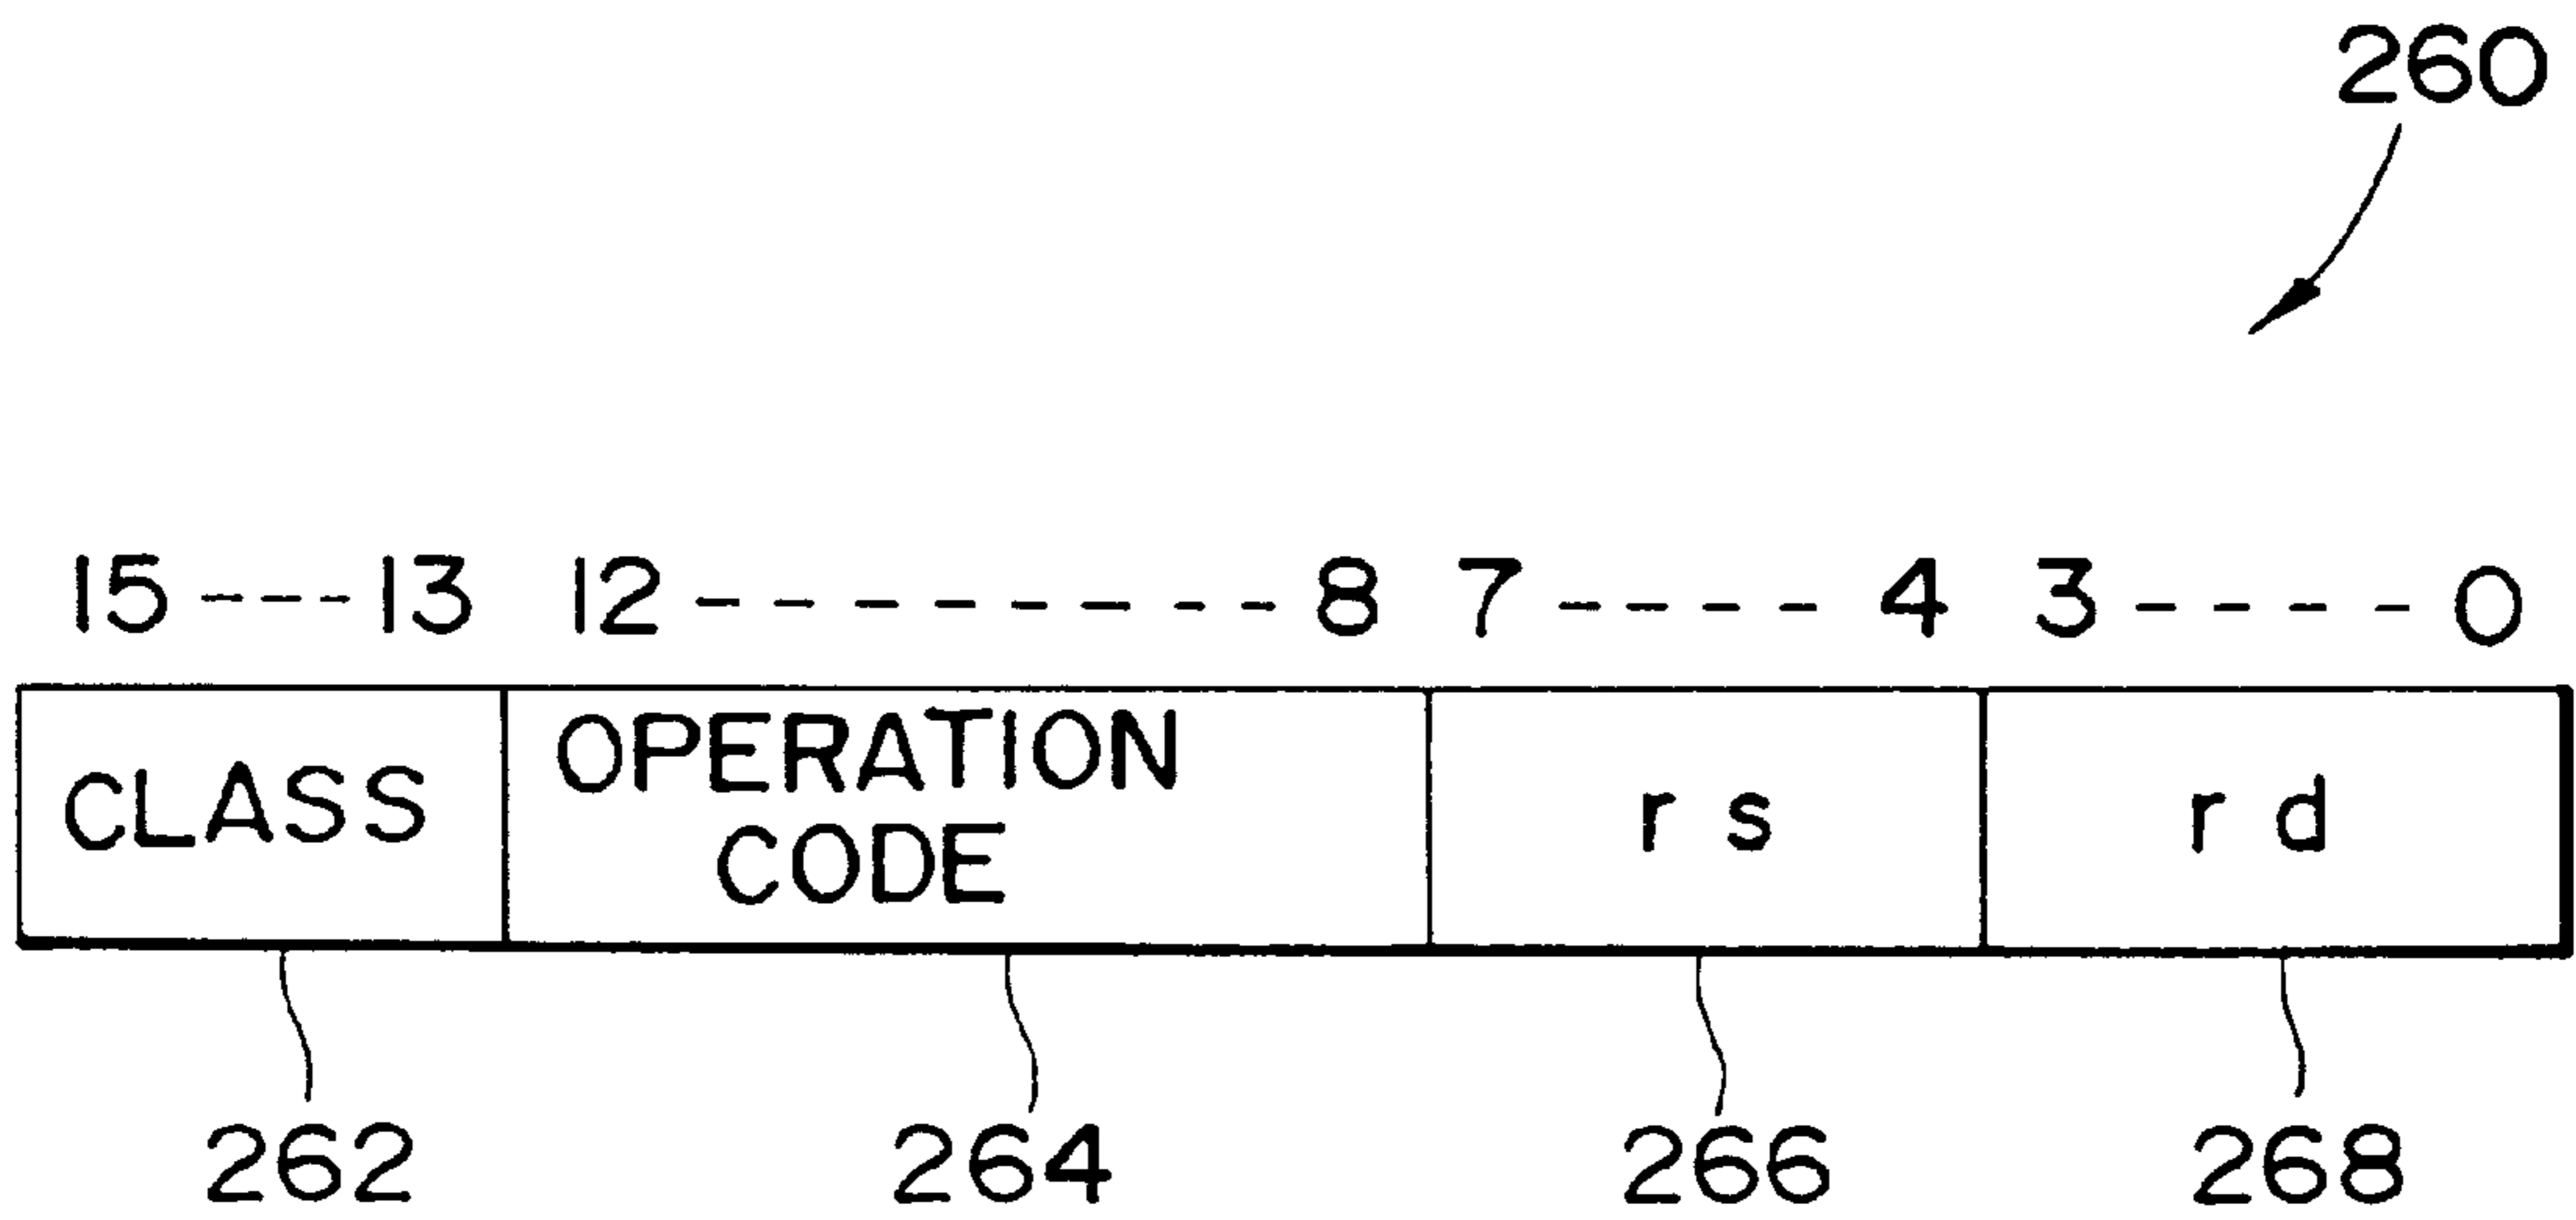 260
15 --- 13 12 -------- 8 7 ---- 4 3 ---- 0
CLASS OPERATION CODE rs rd
262 264 266 268